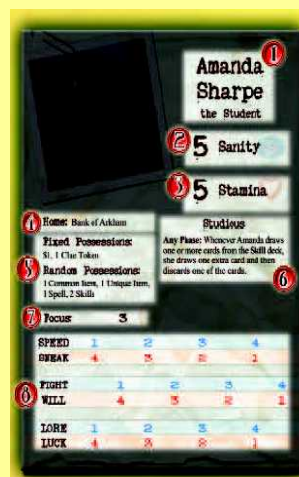 1
Amanda
Sharpe
the Student
2 5 Sanity
3 5 Stamina
4 Home: Bank of Arkham
5 Fixed Possessions:
$1, 1 Clue Token
Random Possessions:
1 Common Item, 1 Unique Item,
1 Spell, 2 Skills
Studious
Any Phase: Whenever Amanda draws
one or more cards from the Skill deck,
she draws one extra card and then
discards one of the cards.
6
7 Focus: 3
8
SPEED 1 2 3 4
SNEAK 4 3 2 1
FIGHT 1 2 3 4
WILL 4 3 2 1
LORE 1 2 3 4
LUCK 4 3 2 1